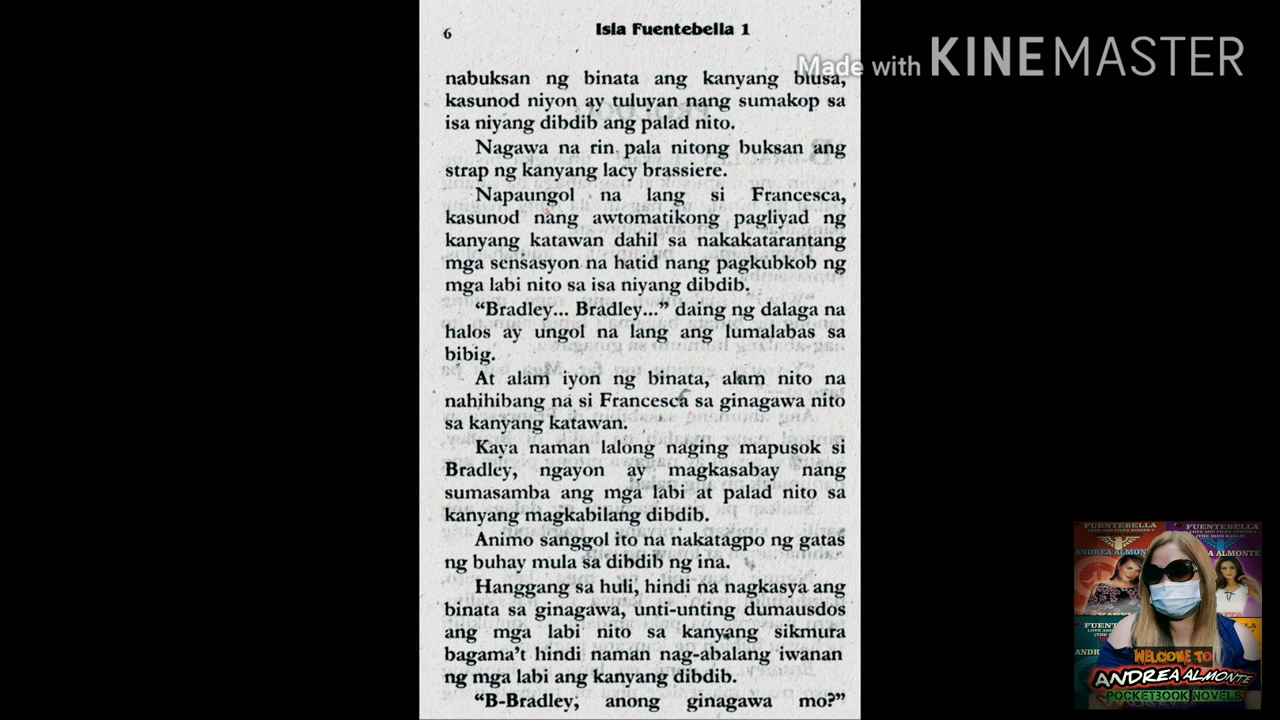 6
Isla Fuentebella 1
Made with KINEMASTER
nabuksan ng binata ang kanyang blusa,
kasunod niyon ay tuluyan nang sumakop sa
isa niyang dibdib ang palad nito.
Nagawa na rin pala nitong buksan ang
strap ng kanyang lacy brassiere.
Napaungol na lang si Francesca,
kasunod nang awtomatikong pagliyad ng
kanyang katawan dahil sa nakakatarantang
mga sensasyon na hatid nang pagkubkob ng
mga labi nito sa isa niyang dibdib.
“Bradley... Bradley...” daing ng dalaga na
halos ay ungol na lang ang lumalabas sa
bibig.
At alam iyon ng binata, alam nito na
nahihibang na si Francesca sa ginagawa nito
sa kanyang katawan.
Kaya naman lalong naging mapusok si
Bradley, ngayon ay magkasabay nang
sumasamba ang mga labi at palad nito sa
kanyang magkabilang dibdib.
Animo sanggol ito na nakatagpo ng gatas
ng buhay mula sa dibdib ng ina.
Hanggang sa huli, hindi na nagkasya ang
binata sa ginagawa, unti-unting dumausdos
ang mga labi nito sa kanyang sikmura
bagama’t hindi naman nag-abalang iwanan
ng mga labi ang kanyang dibdib.
“B-Bradley, anong ginagawa mo?”
FUENTEBELLA
FUENTEBELLA
ANDREA ALMONTE
WELCOME TO
ANDREA ALMONTE
POCKETBOOK NOVELS